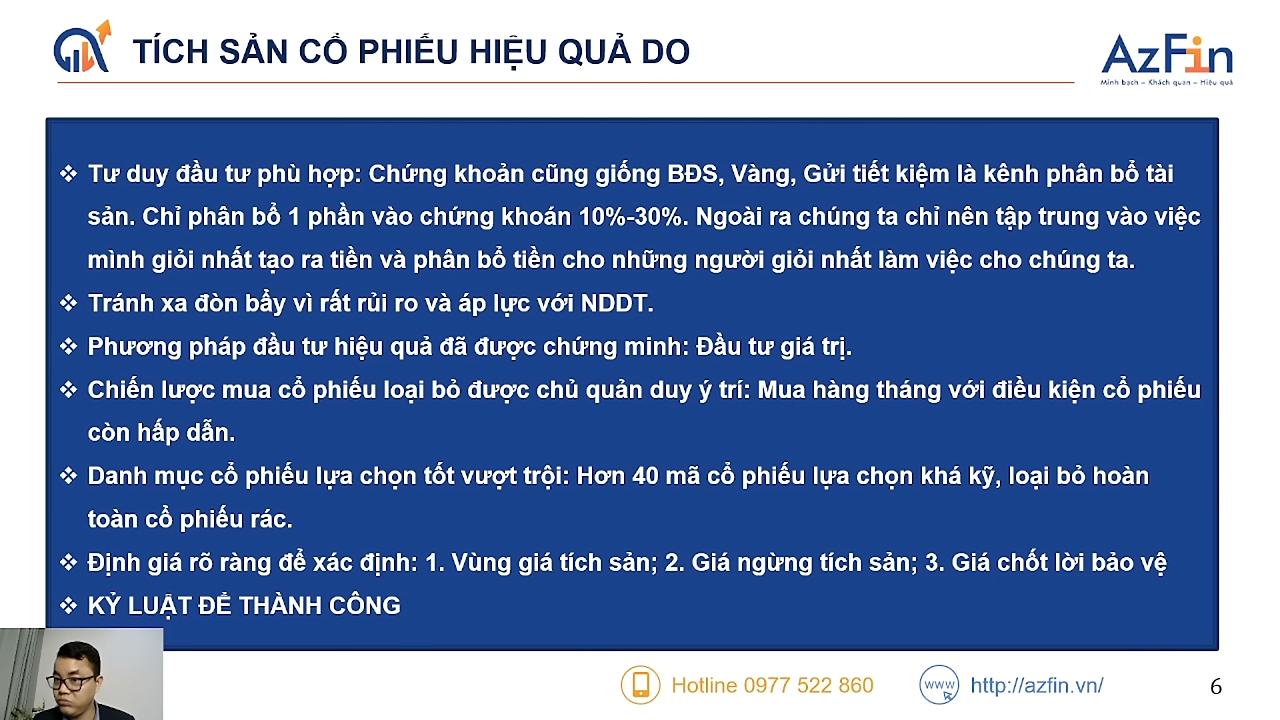 TÍCH SẢN CỔ PHIẾU HIỆU QUẢ DO
AzFin
Minh bạch – Khách quan – Hiệu quả
❖ Tư duy đầu tư phù hợp: Chứng khoản cũng giống BĐS, Vàng, Gửi tiết kiệm là kênh phân bổ tài
sản. Chỉ phân bổ 1 phần vào chứng khoán 10%-30%. Ngoài ra chúng ta chỉ nên tập trung vào việc
mình giỏi nhất tạo ra tiền và phân bổ tiền cho những người giỏi nhất làm việc cho chúng ta.
❖ Tránh xa đòn bẩy vì rất rủi ro và áp lực với NDDT.
❖ Phương pháp đầu tư hiệu quả đã được chứng minh: Đầu tư giá trị.
❖ Chiến lược mua cổ phiếu loại bỏ được chủ quản duy ý trí: Mua hàng tháng với điều kiện cổ phiếu
còn hấp dẫn.
❖ Danh mục cổ phiếu lựa chọn tốt vượt trội: Hơn 40 mã cổ phiếu lựa chọn khá kỹ, loại bỏ hoàn
toàn cổ phiếu rác.
❖ Định giá rõ ràng để xác định: 1. Vùng giá tích sản; 2. Giá ngừng tích sản; 3. Giá chốt lời bảo vệ
❖ KỶ LUẬT ĐỂ THÀNH CÔNG
Hotline 0977 522 860
www
http://azfin.vn/
6